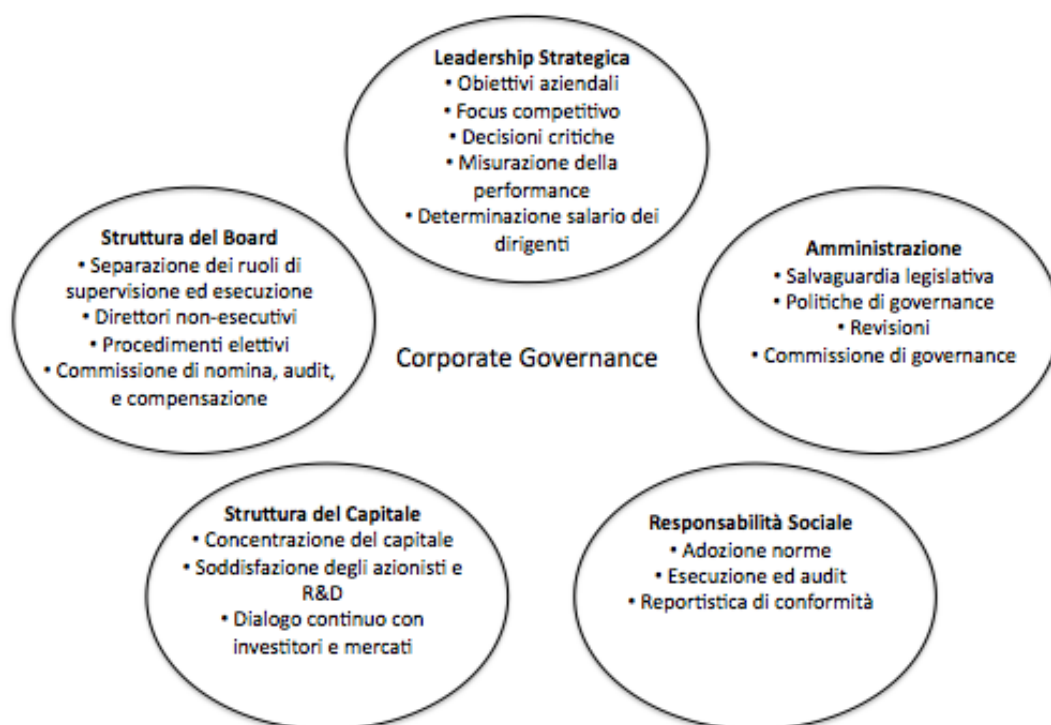 Leadership Strategica
• Obiettivi aziendali
• Focus competitivo
• Decisioni critiche
• Misurazione della
performance
• Determinazione salario dei
dirigenti
Struttura del Board
• Separazione dei ruoli di
supervisione ed esecuzione
• Direttori non-esecutivi
• Procedimenti elettivi
• Commissione di nomina, audit,
e compensazione
Amministrazione
• Salvaguardia legislativa
• Politiche di governance
• Revisioni
• Commissione di governance
Corporate Governance
Struttura del Capitale
• Concentrazione del capitale
• Soddisfazione degli azionisti e
R&D
• Dialogo continuo con
investitori e mercati
Responsabilità Sociale
• Adozione norme
• Esecuzione ed audit
• Reportistica di conformità